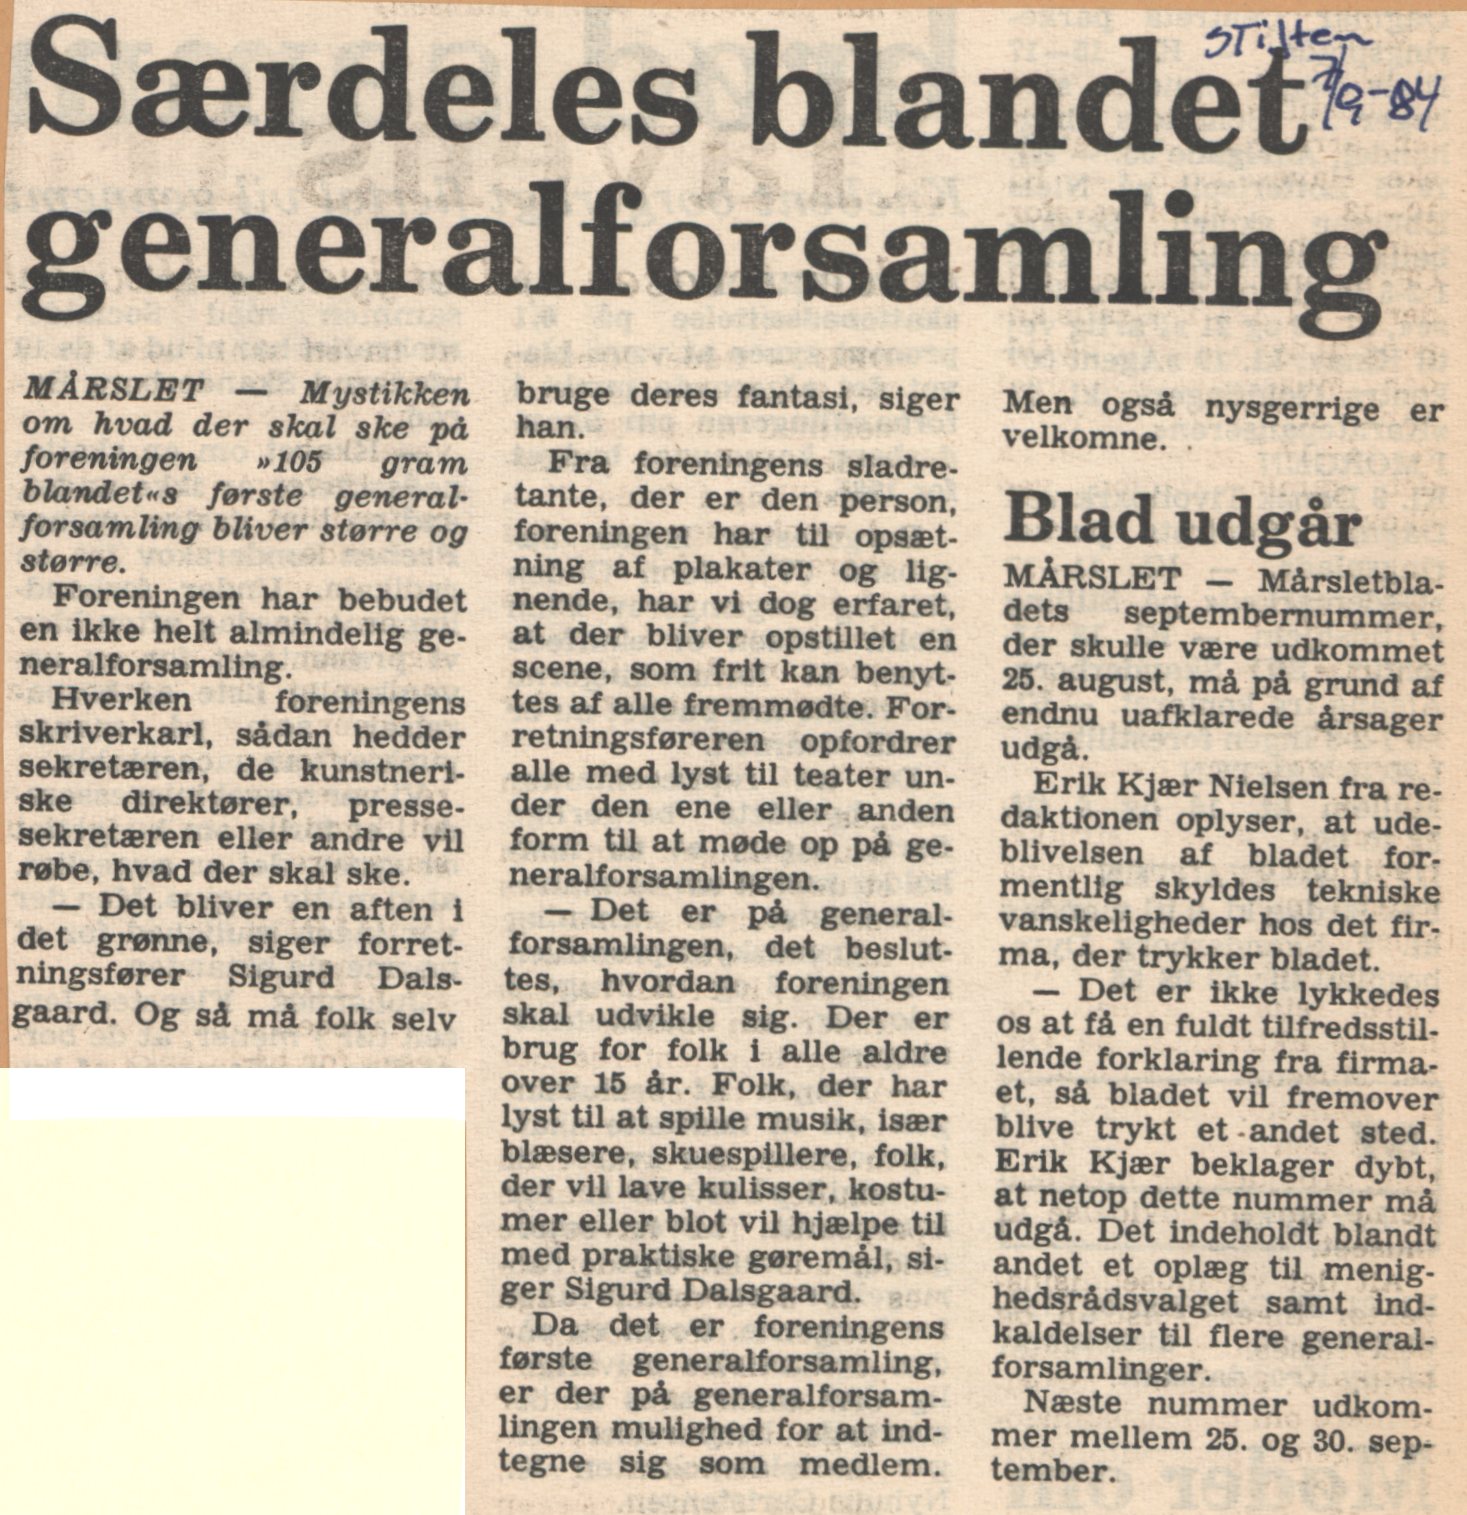 Særdeles blandet
generalforsamling
Stiften
7/9-84
MÅRSLET — Mystikken
om hvad der skal ske på
foreningen »105 gram
blandet«s første general-
forsamling bliver større og
større.
Foreningen har bebudet
en ikke helt almindelig ge-
neralforsamling.
Hverken foreningens
skriverkarl, sådan hedder
sekretæren, de kunstneri-
ske direktører, presse-
sekretæren eller andre vil
røbe, hvad der skal ske.
— Det bliver en aften i
det grønne, siger forret-
ningsfører Sigurd Dals-
gaard. Og så må folk selv
bruge deres fantasi, siger
han.
Fra foreningens sladre-
tante, der er den person,
foreningen har til opsæt-
ning af plakater og lig-
nende, har vi dog erfaret,
at der bliver opstillet en
scene, som frit kan benyt-
tes af alle fremmødte. For-
retningsføreren opfordrer
alle med lyst til teater un-
der den ene eller anden
form til at møde op på ge-
neralforsamlingen.
— Det er på general-
forsamlingen, det beslut-
tes, hvordan foreningen
skal udvikle sig. Der er
brug for folk i alle aldre
over 15 år. Folk, der har
lyst til at spille musik, især
blæsere, skuespillere, folk,
der vil lave kulisser, kostu-
mer eller blot vil hjælpe til
med praktiske gøremål, si-
ger Sigurd Dalsgaard.
Da det er foreningens
første generalforsamling,
er der på generalforsam-
lingen mulighed for at ind-
tegne sig som medlem.
Men også nysgerrige er
velkomne.
Blad udgår
MÅRSLET — Mårsletbla-
dets septembernummer,
der skulle være udkommet
25. august, må på grund af
endnu uafklarede årsager
udgå.
Erik Kjær Nielsen fra re-
daktionen oplyser, at ude-
blivelsen af bladet for-
mentlig skyldes tekniske
vanskeligheder hos det fir-
ma, der trykker bladet.
— Det er ikke lykkedes
os at få en fuldt tilfredsstil-
lende forklaring fra firma-
et, så bladet vil fremover
blive trykt et andet sted.
Erik Kjær beklager dybt,
at netop dette nummer må
udgå. Det indeholdt blandt
andet et oplæg til menig-
hedsrådsvalget samt ind-
kaldelser til flere general-
forsamlinger.
Næste nummer udkom-
mer mellem 25. og 30. sep-
tember.